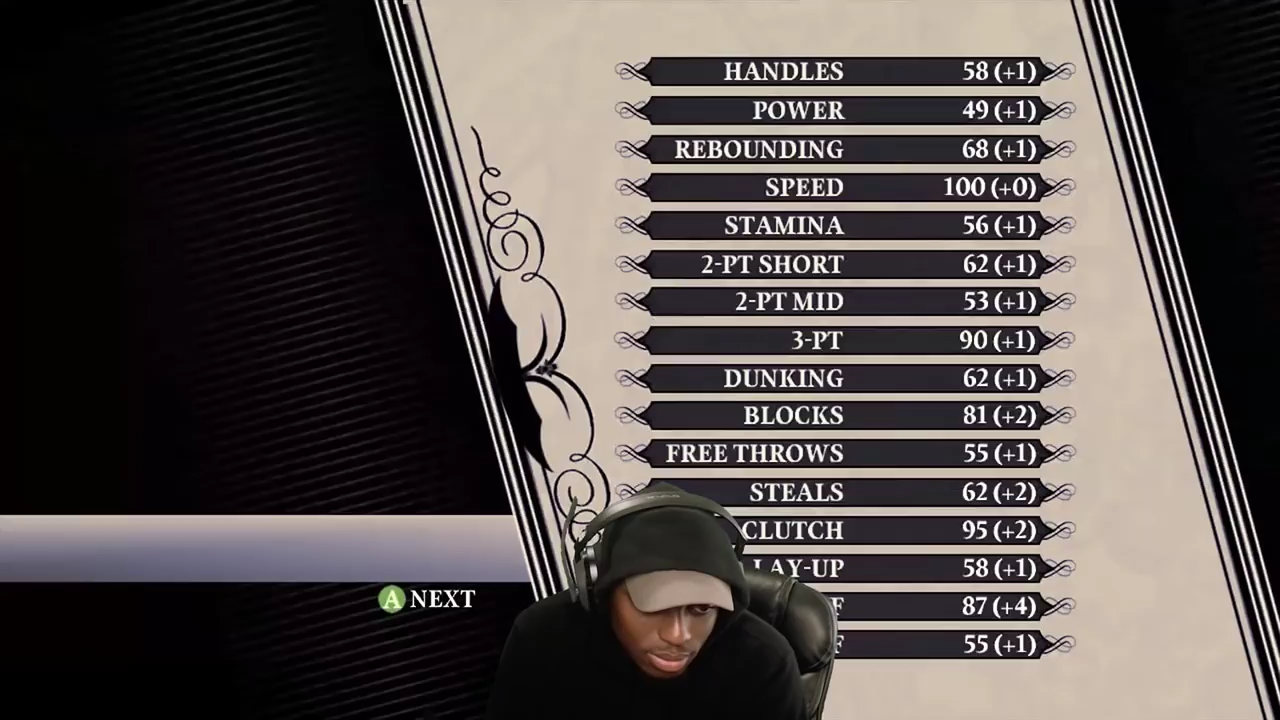 HANDLES 58 (+1)
POWER 49 (+1)
REBOUNDING 68 (+1)
SPEED 100 (+0)
STAMINA 56 (+1)
2-PT SHORT 62 (+1)
2-PT MID 53 (+1)
3-PT 90 (+1)
DUNKING 62 (+1)
BLOCKS 81 (+2)
FREE THROWS 55 (+1)
STEALS 62 (+2)
CLUTCH 95 (+2)
LAY-UP 58 (+1)
87 (+4)
55 (+1)
A NEXT